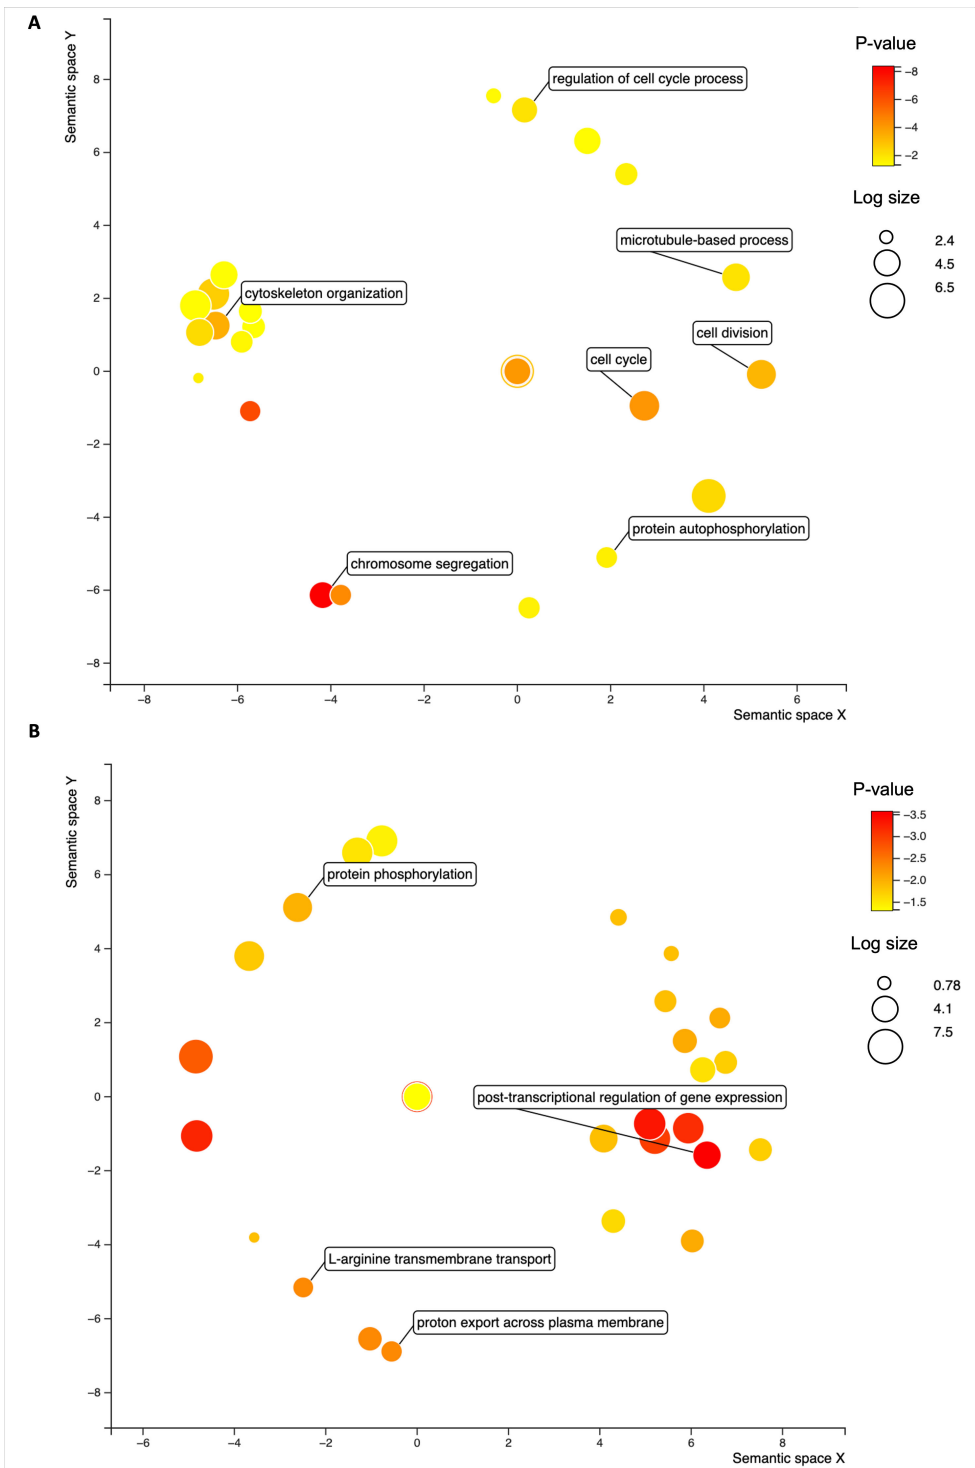 A
Semantic space Y
8
6
4
2
0
−2
−4
−6
−8
regulation of cell cycle process
microtubule-based process
cytoskeleton organization
cell division
cell cycle
protein autophosphorylation
chromosome segregation
−8
−6
−4
−2
0
2
4
6
Semantic space X
P-value
−8
−6
−4
−2
Log size
2.4
4.5
6.5
B
Semantic space Y
8
6
4
2
0
−2
−4
−6
−8
protein phosphorylation
post-transcriptional regulation of gene expression
L-arginine transmembrane transport
proton export across plasma membrane
−6
−4
−2
0
2
4
6
8
Semantic space X
P-value
−3.5
−3.0
−2.5
−2.0
−1.5
Log size
0.78
4.1
7.5